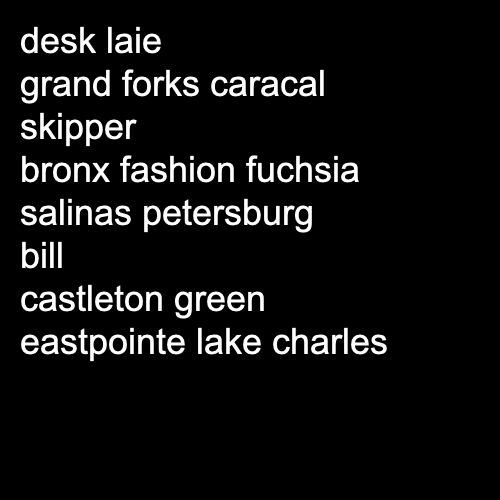 desk laie
grand forks caracal
skipper
bronx fashion fuchsia
salinas petersburg
bill
castleton green
eastpointe lake charles